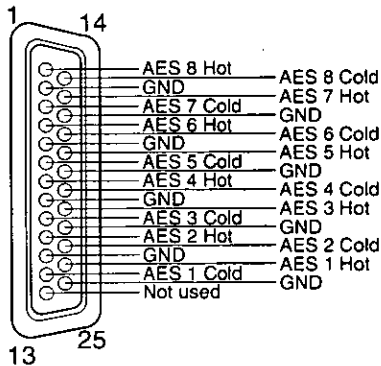 1 14
AES 8 Hot
AES 8 Cold
GND
AES 7 Hot
AES 7 Cold
GND
AES 6 Hot
AES 6 Cold
GND
AES 5 Hot
AES 5 Cold
GND
AES 4 Hot
AES 4 Cold
GND
AES 3 Hot
AES 3 Cold
GND
AES 2 Hot
AES 2 Cold
GND
AES 1 Hot
AES 1 Cold
GND
Not used
13 25